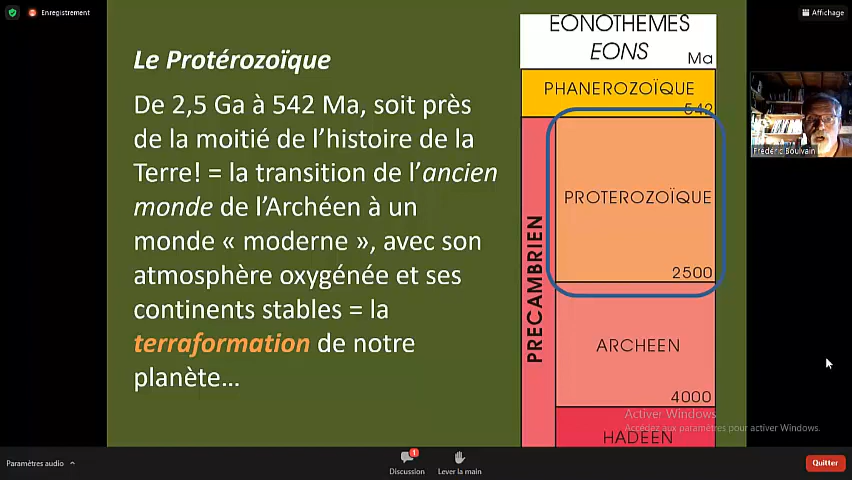 Enregistrement
Affichage
Le Protérozoïque
De 2,5 Ga à 542 Ma, soit près
de la moitié de l'histoire de la
Terre! = la transition de l'ancien
monde de l'Archéen à un
monde « moderne », avec son
atmosphère oxygénée et ses
continents stables = la
terraformation de notre
planète...
EONOTHEMES
EONS
Ma
PHANEROZOÏQUE
542
PRECAMBRIEN
PROTEROZOÏQUE
2500
ARCHEEN
4000
HADEEN
Frédéric Boulvain
Activer Windows
Accédez aux paramètres pour activer Windows.
Paramètres audio
1
Discussion
Lever la main
Quitter